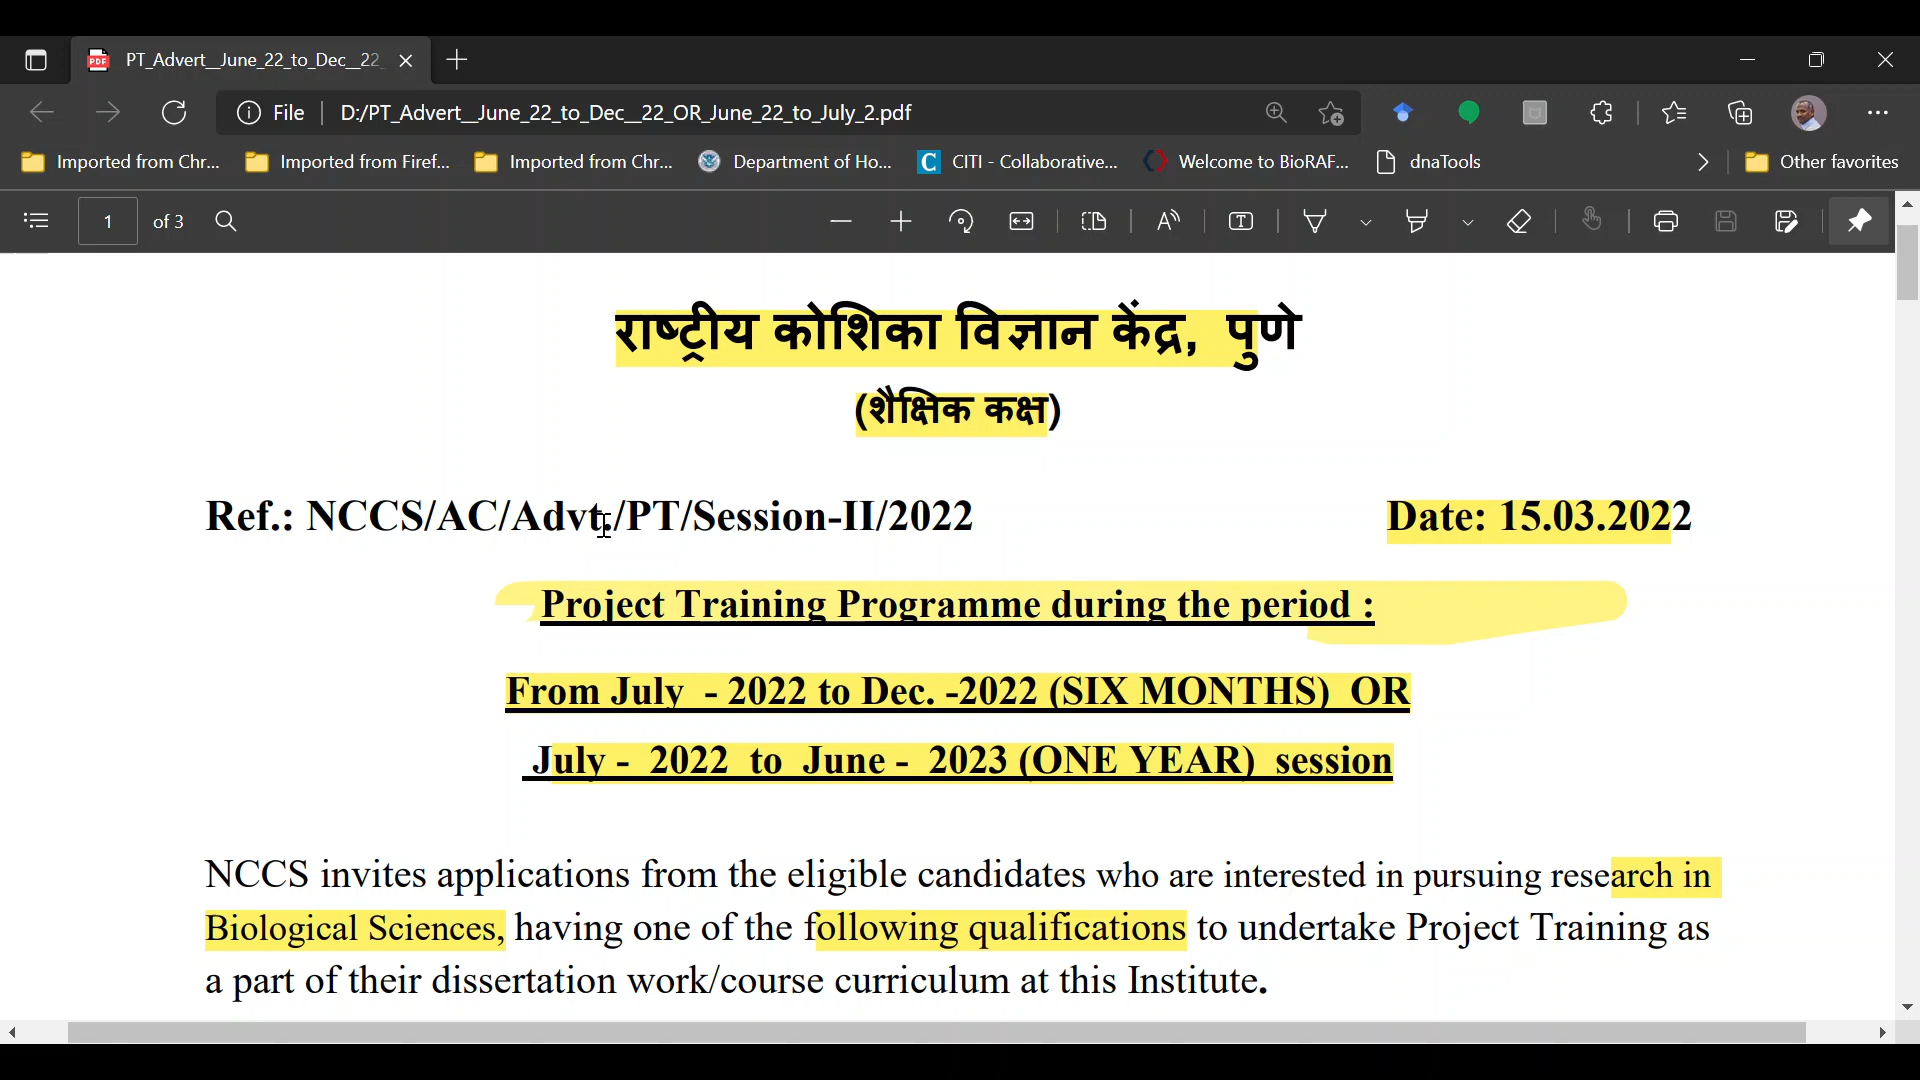 PT_Advert__June_22_to_Dec__22_
File
D:/PT_Advert__June_22_to_Dec__22_OR_June_22_to_July_2.pdf
Imported from Chr...
Imported from Firef...
Imported from Chr...
Department of Ho...
CITI - Collaborative...
Welcome to BioRAF...
dnaTools
Other favorites
1 of 3
राष्ट्रीय कोशिका विज्ञान केंद्र, पुणे
(शैक्षिक कक्ष)
Ref.: NCCS/AC/Advt./PT/Session-II/2022 Date: 15.03.2022
Project Training Programme during the period :
From July - 2022 to Dec. -2022 (SIX MONTHS) OR
July - 2022 to June - 2023 (ONE YEAR) session
NCCS invites applications from the eligible candidates who are interested in pursuing research in
Biological Sciences, having one of the following qualifications to undertake Project Training as
a part of their dissertation work/course curriculum at this Institute.